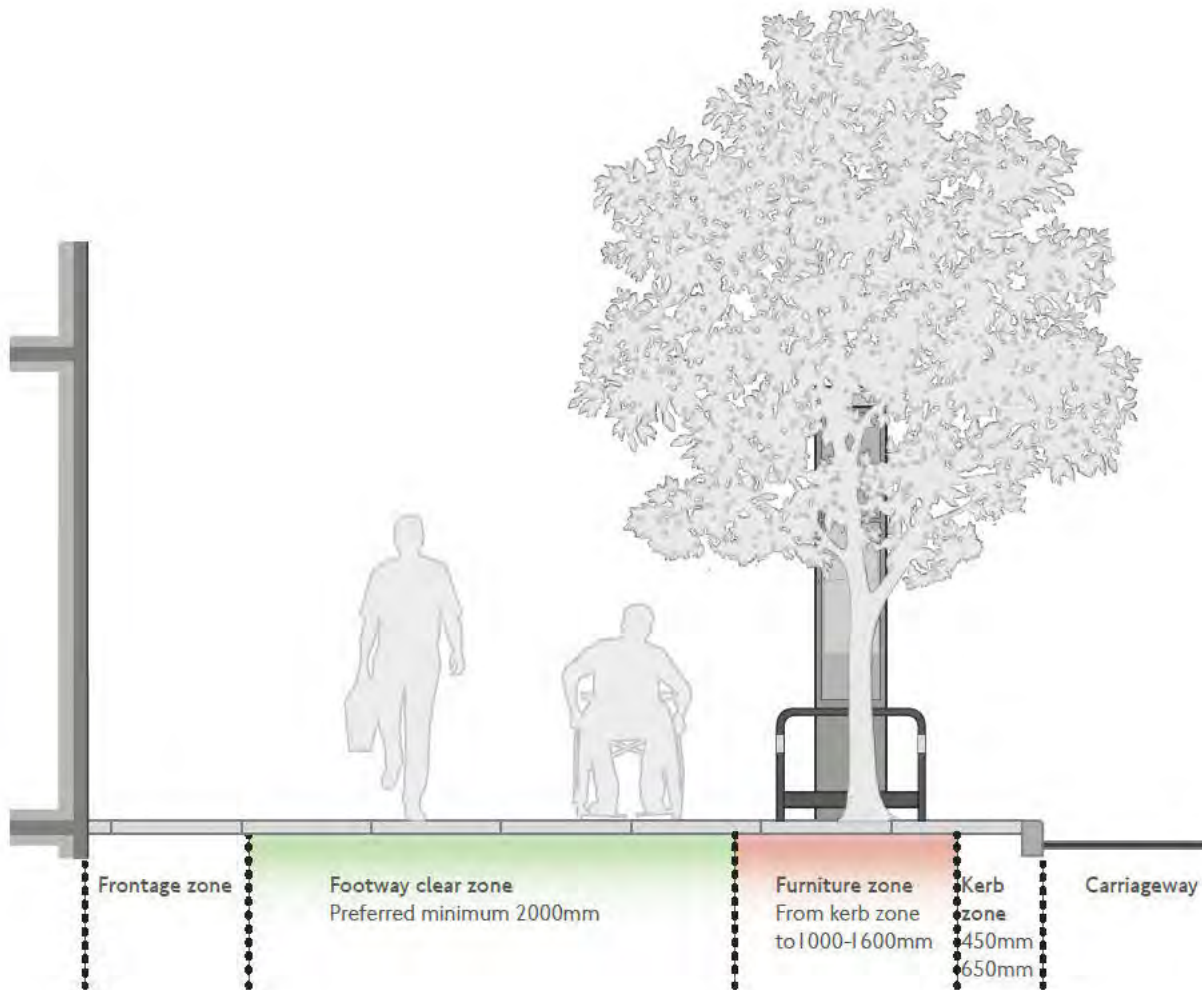 Frontage zone
Footway clear zone
Preferred minimum 2000mm
Furniture zone
From kerb zone
to1000-1600mm
Kerb
zone
450mm
650mm
Carriageway